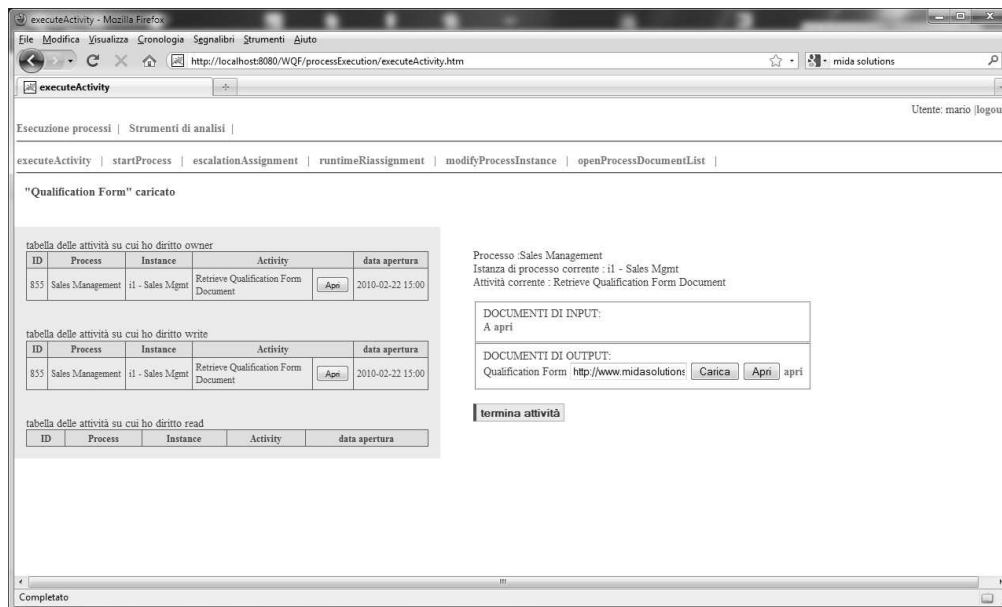 executeActivity - Mozilla Firefox
File Modifica Visualizza Cronologia Segnalibri Strumenti Aiuto
http://localhost:8080/WQF/processExecution/executeActivity.htm
mida solutions
executeActivity
Utente: mario |logou
Esecuzione processi | Strumenti di analisi |
executeActivity | startProcess | escalationAssignment | runtimeRiassignment | modifyProcessInstance | openProcessDocumentList |
"Qualification Form" caricato
tabella delle attività su cui ho diritto owner
ID Process Instance Activity data apertura
855 Sales Management i1 - Sales Mgmt Retrieve Qualification Form Document Apri 2010-02-22 15:00
tabella delle attività su cui ho diritto write
ID Process Instance Activity data apertura
855 Sales Management i1 - Sales Mgmt Retrieve Qualification Form Document Apri 2010-02-22 15:00
tabella delle attività su cui ho diritto read
ID Process Instance Activity data apertura
Processo :Sales Management
Istanza di processo corrente : i1 - Sales Mgmt
Attività corrente : Retrieve Qualification Form Document
DOCUMENTI DI INPUT:
A apri
DOCUMENTI DI OUTPUT:
Qualification Form http://www.midasolutions Carica Apri apri
termina attività
Completato